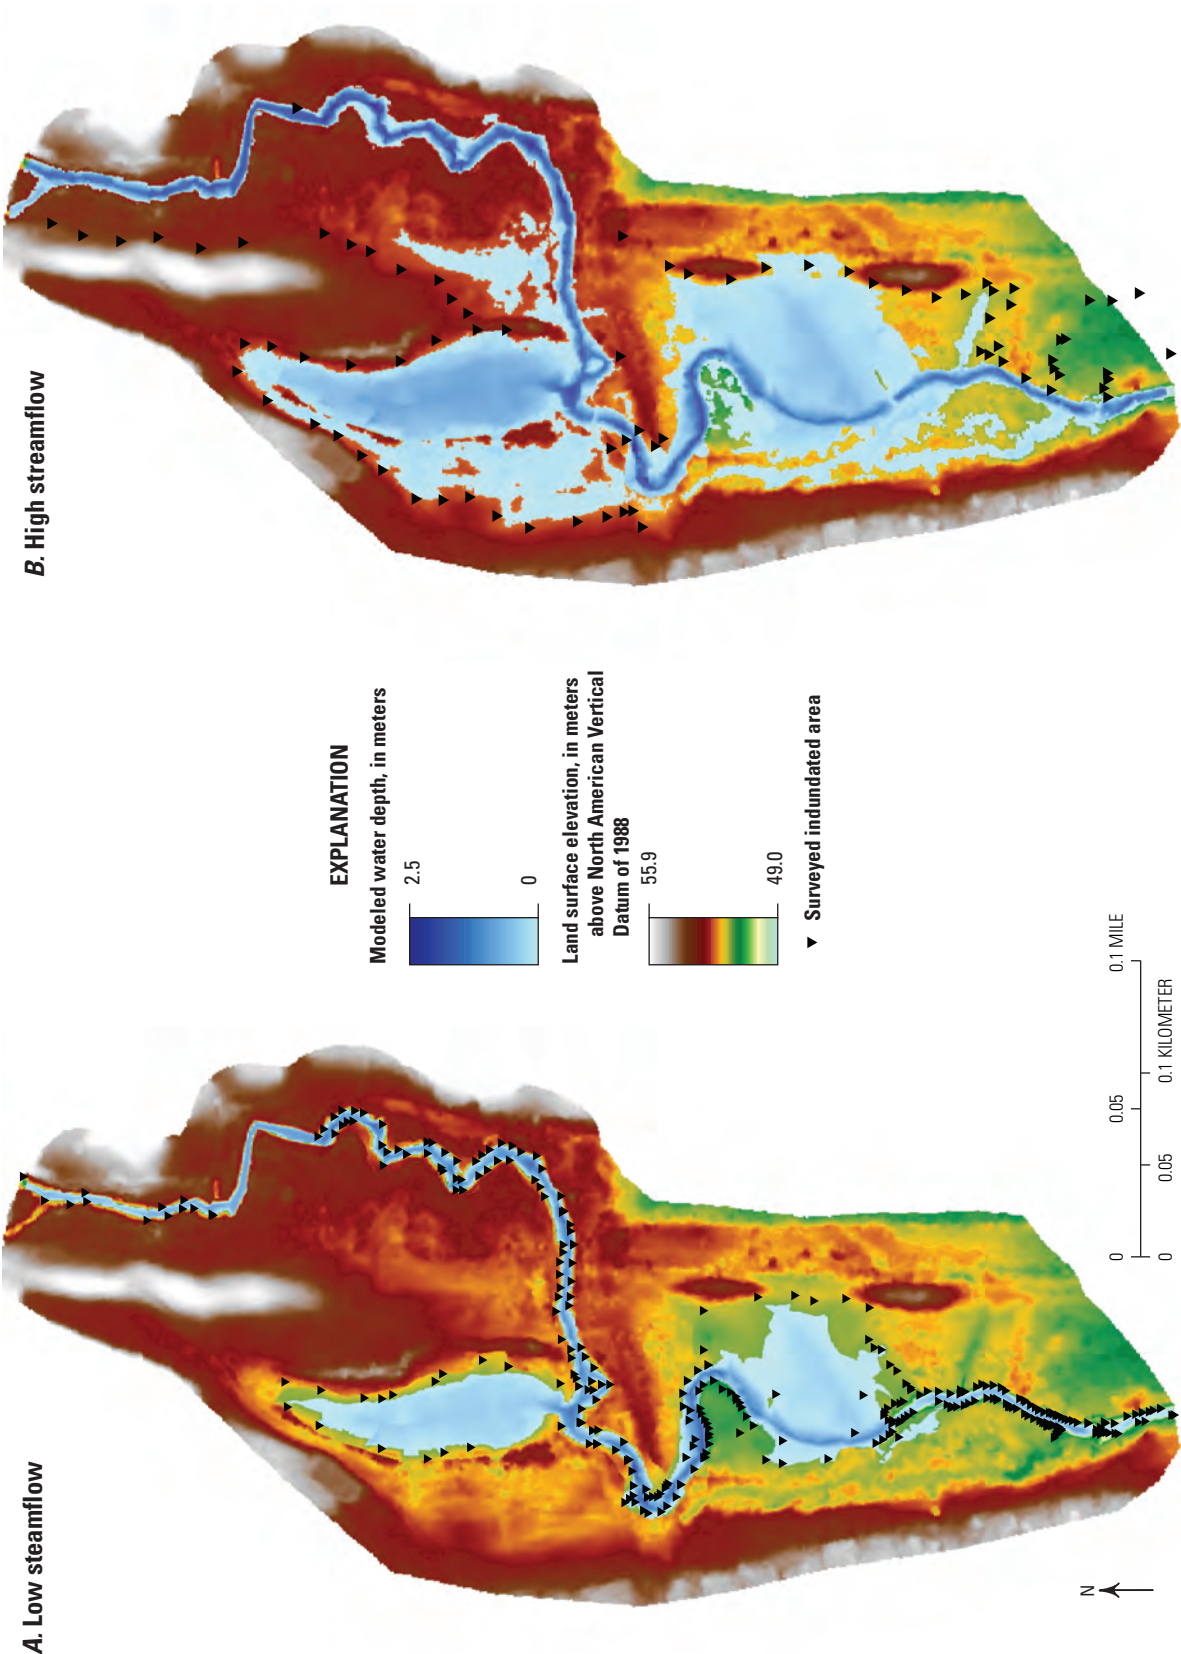 A. Low steamflow
B. High streamflow
EXPLANATION
Modeled water depth, in meters
2.5
0
Land surface elevation, in meters
above North American Vertical
Datum of 1988
55.9
49.0
Surveyed indundated area
0 0.05 0.1 MILE
0 0.05 0.1 KILOMETER
N